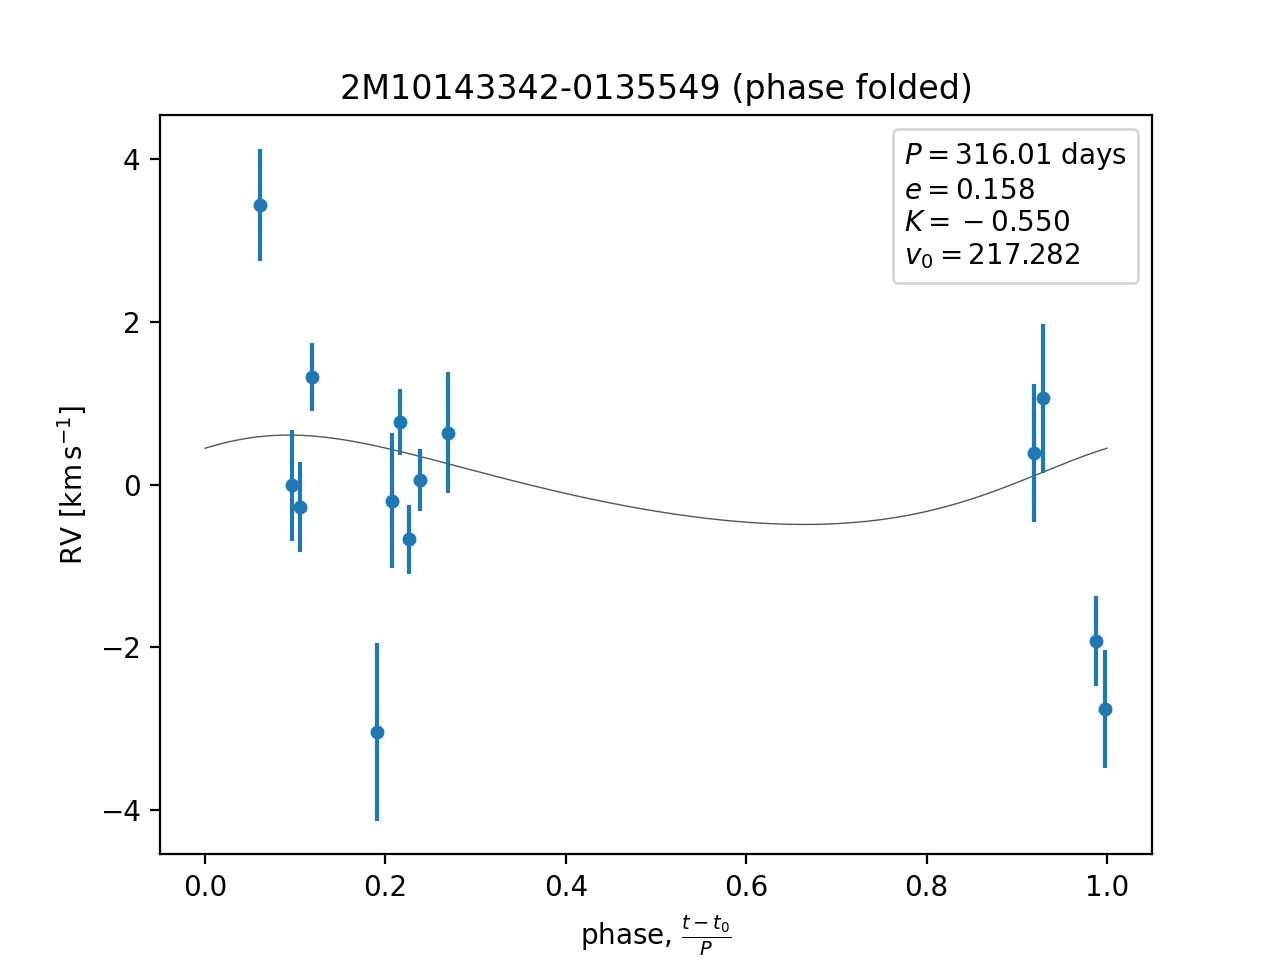 2M10143342-0135549 (phase folded)
P = 316.01 days
e = 0.158
K = −0.550
v₀ = 217.282
RV [km s⁻¹]
4
2
0
−2
−4
0.0 0.2 0.4 0.6 0.8 1.0
phase, (t − t₀)/P